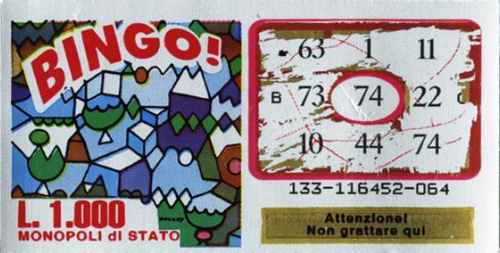 BINGO!
L. 1.000
MONOPOLI di STATO
63 1 11
B 73 74 22 C
10 44 74
133-116452-064
Attenzione!
Non grattare qui